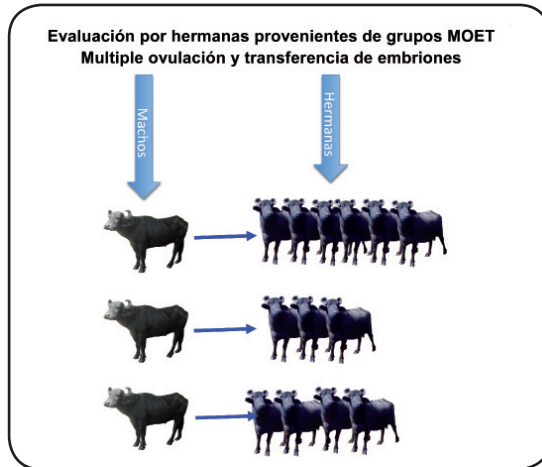 Evaluación por hermanas provenientes de grupos MOET
Multiple ovulación y transferencia de embriones
Machos
Hermanas